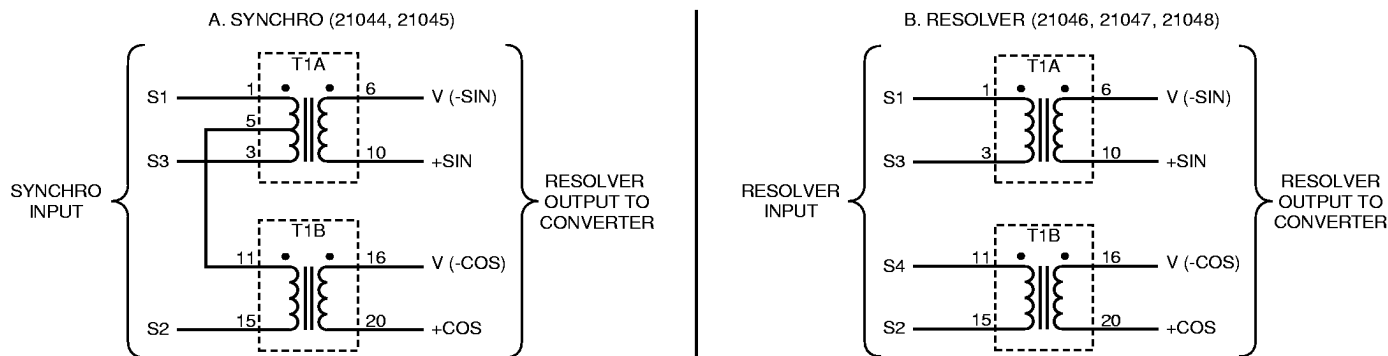 A. SYNCHRO (21044, 21045)
T1A
S1 1 6 V (-SIN)
5
S3 3 10 +SIN
SYNCHRO
INPUT
RESOLVER
OUTPUT TO
CONVERTER
T1B
11 16 V (-COS)
S2 15 20 +COS
B. RESOLVER (21046, 21047, 21048)
T1A
S1 1 6 V (-SIN)
S3 3 10 +SIN
RESOLVER
INPUT
RESOLVER
OUTPUT TO
CONVERTER
T1B
S4 11 16 V (-COS)
S2 15 20 +COS